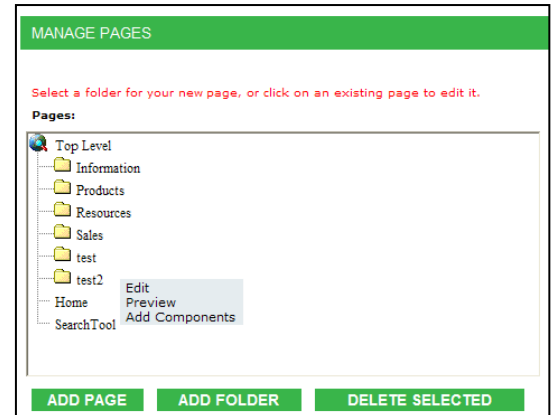 MANAGE PAGES
Select a folder for your new page, or click on an existing page to edit it.
Pages:
Top Level
Information
Products
Resources
Sales
test
test2
Edit
Home
Preview
SearchTool
Add Components
ADD PAGE
ADD FOLDER
DELETE SELECTED